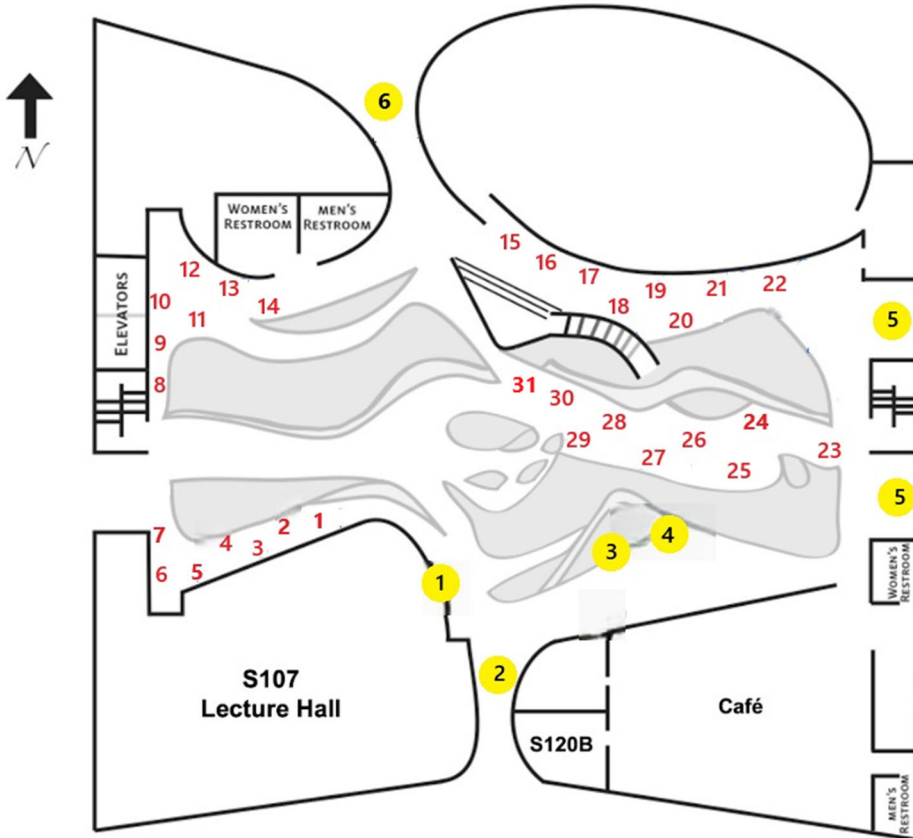 6
N
WOMEN'S
RESTROOM
MEN'S
RESTROOM
15
16
17
12
13
14
10
11
9
8
ELEVATORS
18
19
20
21
22
5
31
30
28
29
27
26
24
25
23
5
7
6
5
4
3
2
1
1
3
4
2
WOMEN'S
RESTROOM
S107
Lecture Hall
S120B
Café
MEN'S
RESTROOM